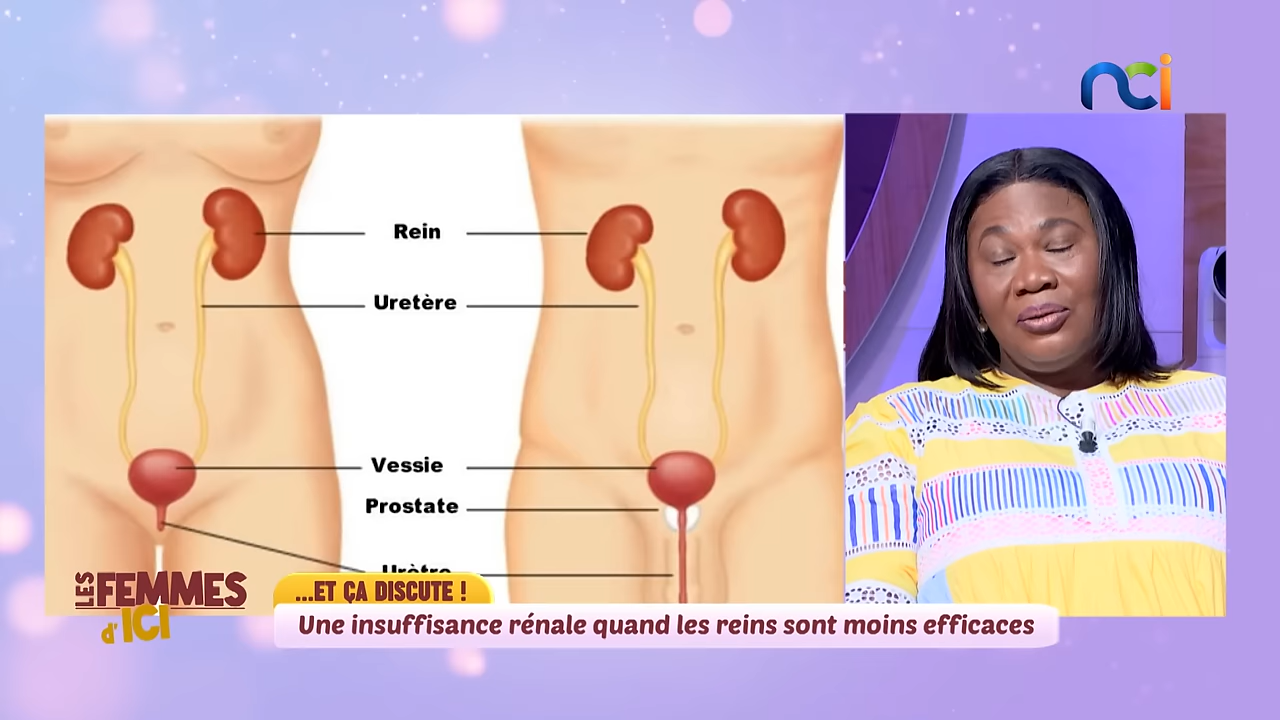 nci
Rein
Uretère
Vessie
Prostate
Urètre
LES FEMMES
d'ICI
...ET ÇA DISCUTE !
Une insuffisance rénale quand les reins sont moins efficaces